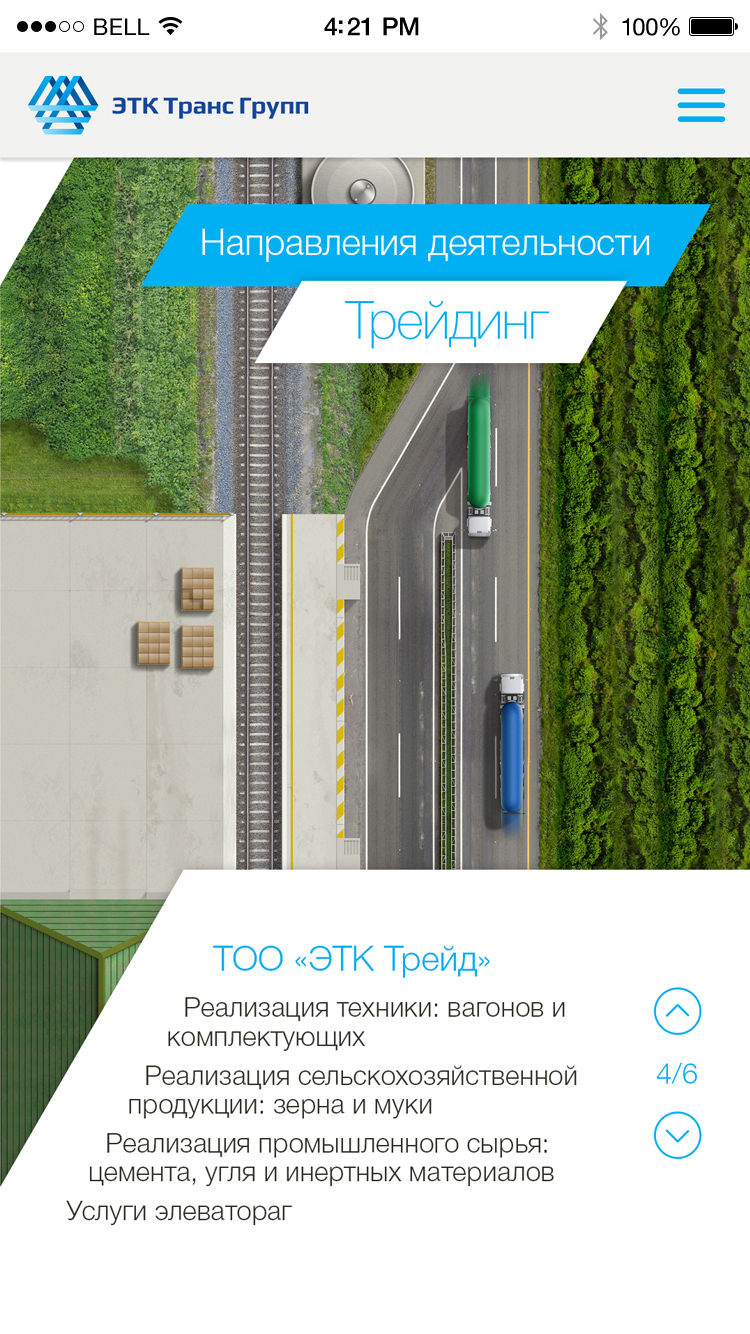 BELL 4:21 PM 100%
ЭТК Транс Групп
Направления деятельности
Трейдинг
ТОО «ЭТК Трейд»
Реализация техники: вагонов и
комплектующих
Реализация сельскохозяйственной
продукции: зерна и муки
Реализация промышленного сырья:
цемента, угля и инертных материалов
Услуги элеватораг
4/6